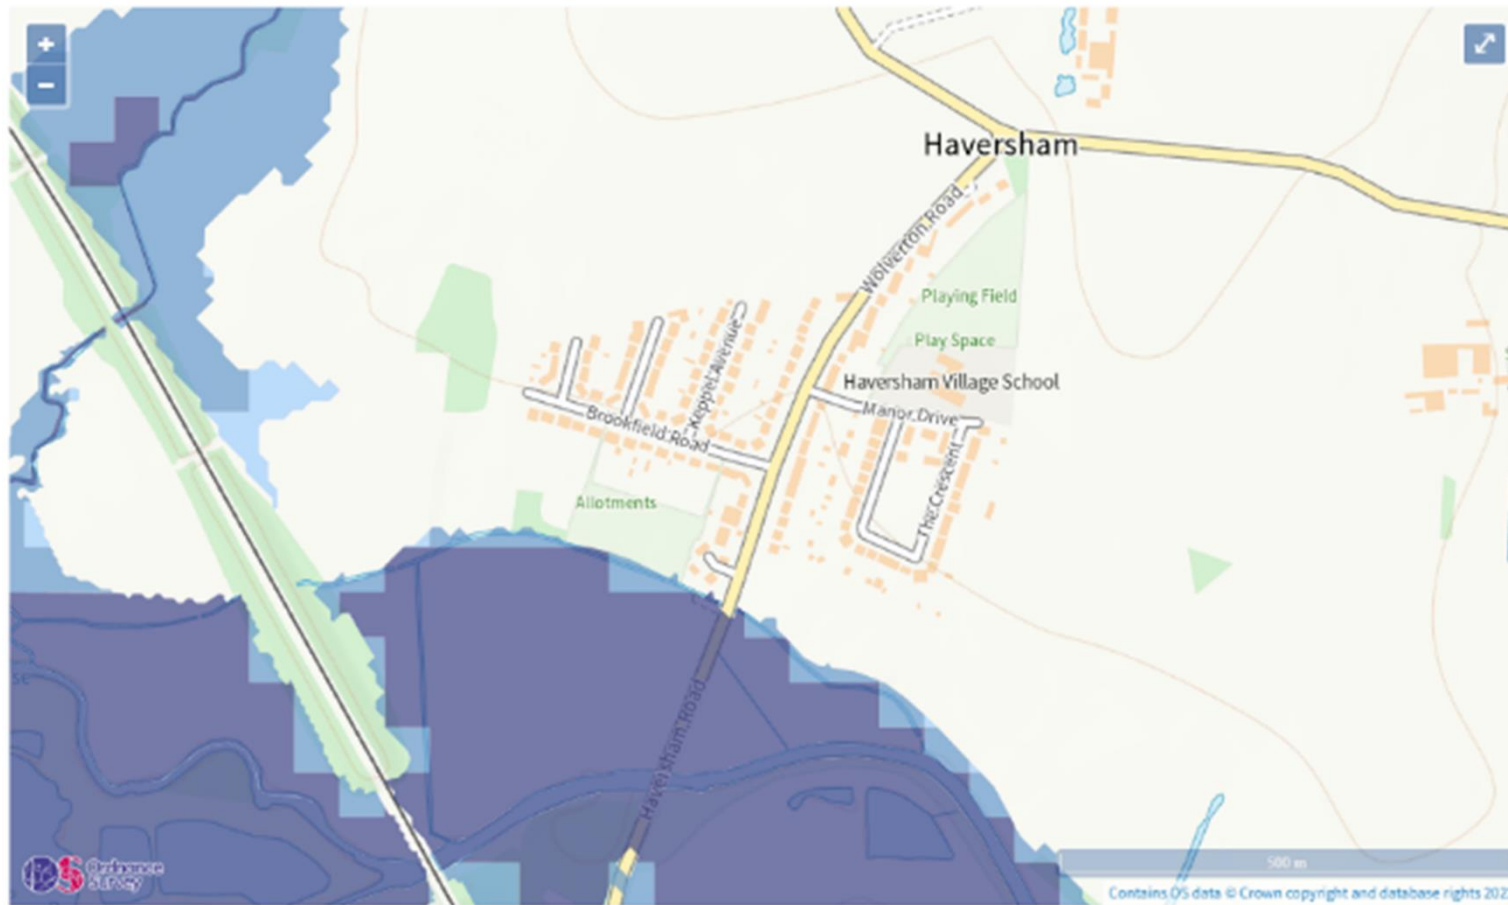 +
−
Haversham
Wolverton Road
Playing Field
Play Space
Haversham Village School
Keppel Avenue
Manor Drive
Brookfield Road
The Crescent
Allotments
Haversham Road
Ordnance
Survey
500 m
Contains OS data © Crown copyright and database rights 202